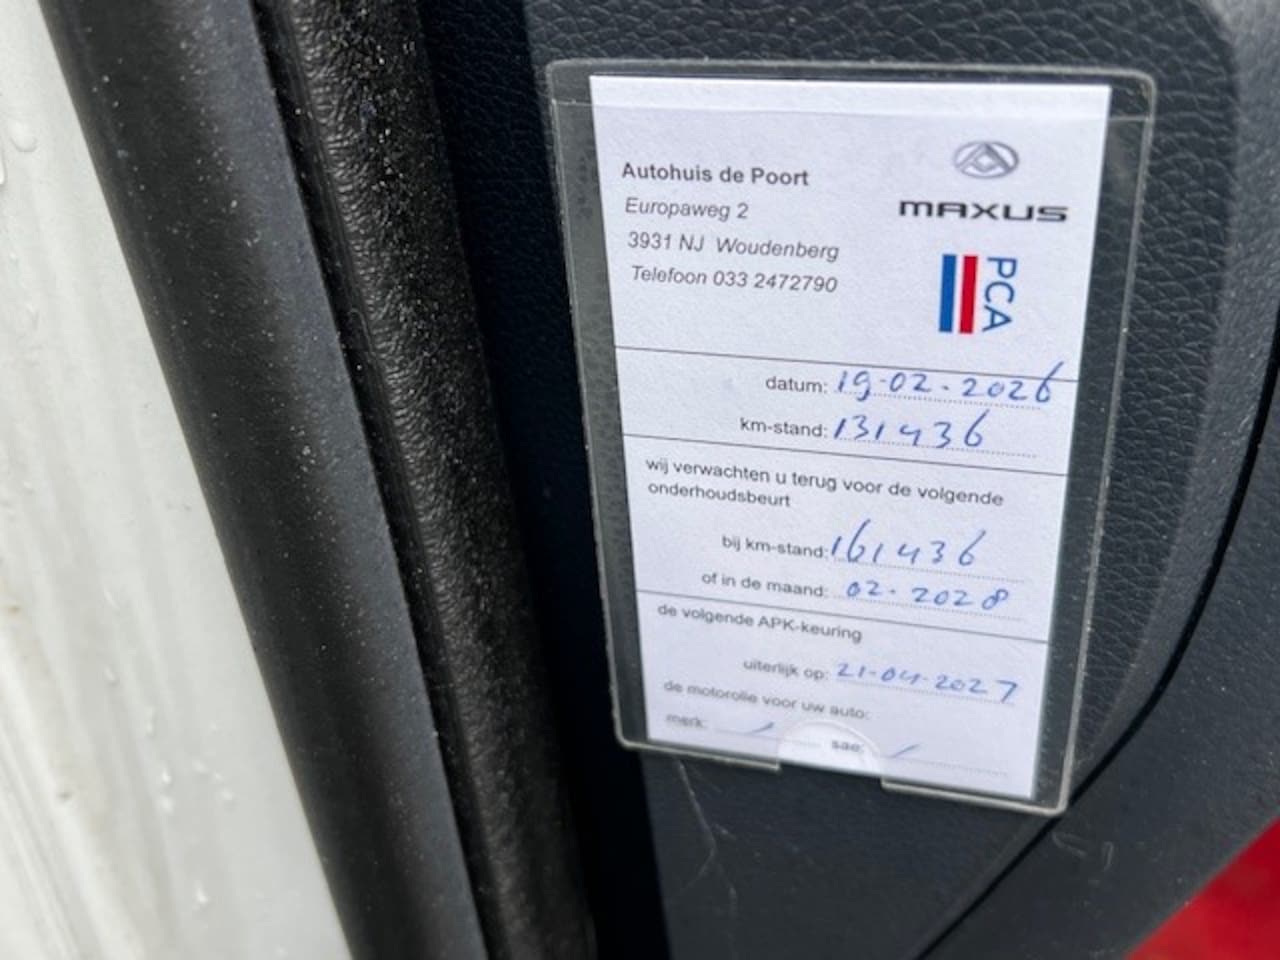 Autohuis de Poort
Europaweg 2
3931 NJ Woudenberg
Telefoon 033 2472790
MAXUS
PCA
datum: 19-02-2026
km-stand: 131436
wij verwachten u terug voor de volgende
onderhoudsbeurt
bij km-stand: 161436
of in de maand: 02-2028
de volgende APK-keuring
uiterlijk op: 21-04-2027
de motorolie voor uw auto:
merk: / sae: /